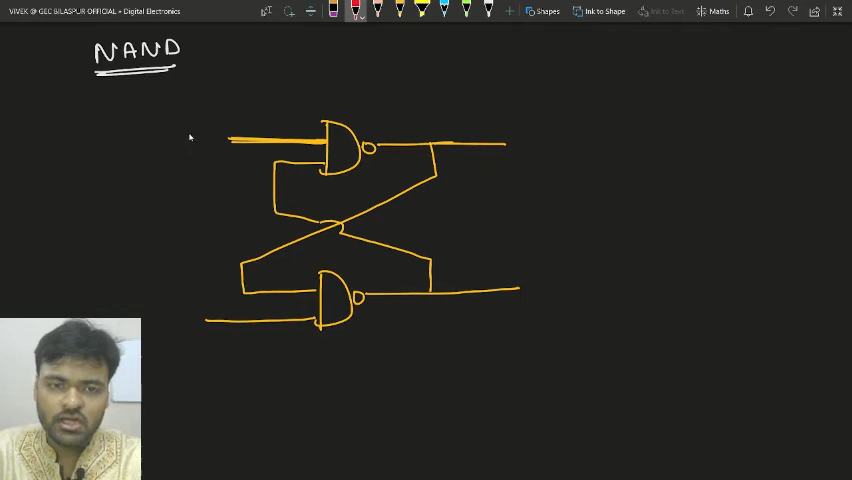 VIVEK @ GEC BILASPUR OFFICIAL » Digital Electronics
Shapes
Ink to Shape
Ink to Text
Maths
NAND